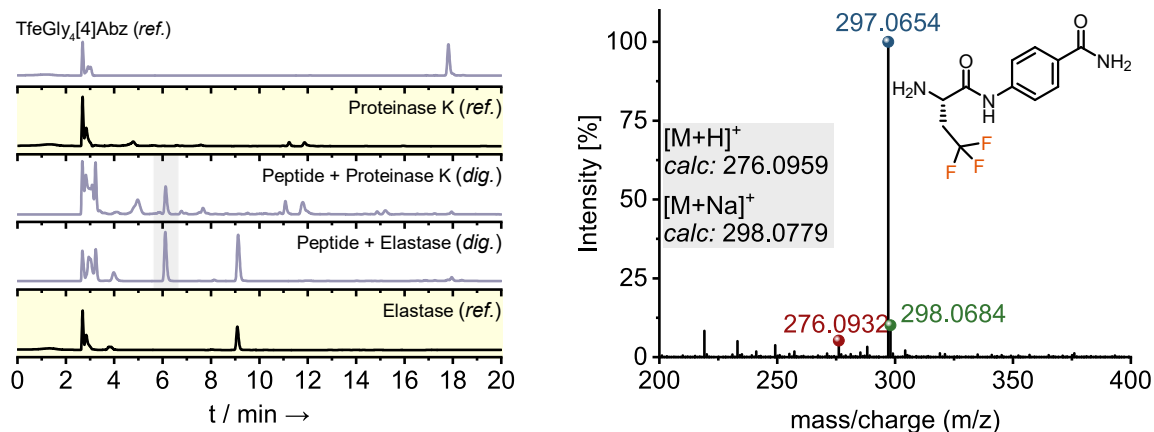 TfeGly4[4]Abz (ref.)
Proteinase K (ref.)
Peptide + Proteinase K (dig.)
Peptide + Elastase (dig.)
Elastase (ref.)
0 2 4 6 8 10 12 14 16 18 20
t / min →
Intensity [%]
100
75
50
25
0
297.0654
[M+H]+
calc: 276.0959
[M+Na]+
calc: 298.0779
276.0932
298.0684
O
NH2
O
H2N
N
H
F
F
F
200 250 300 350 400
mass/charge (m/z)